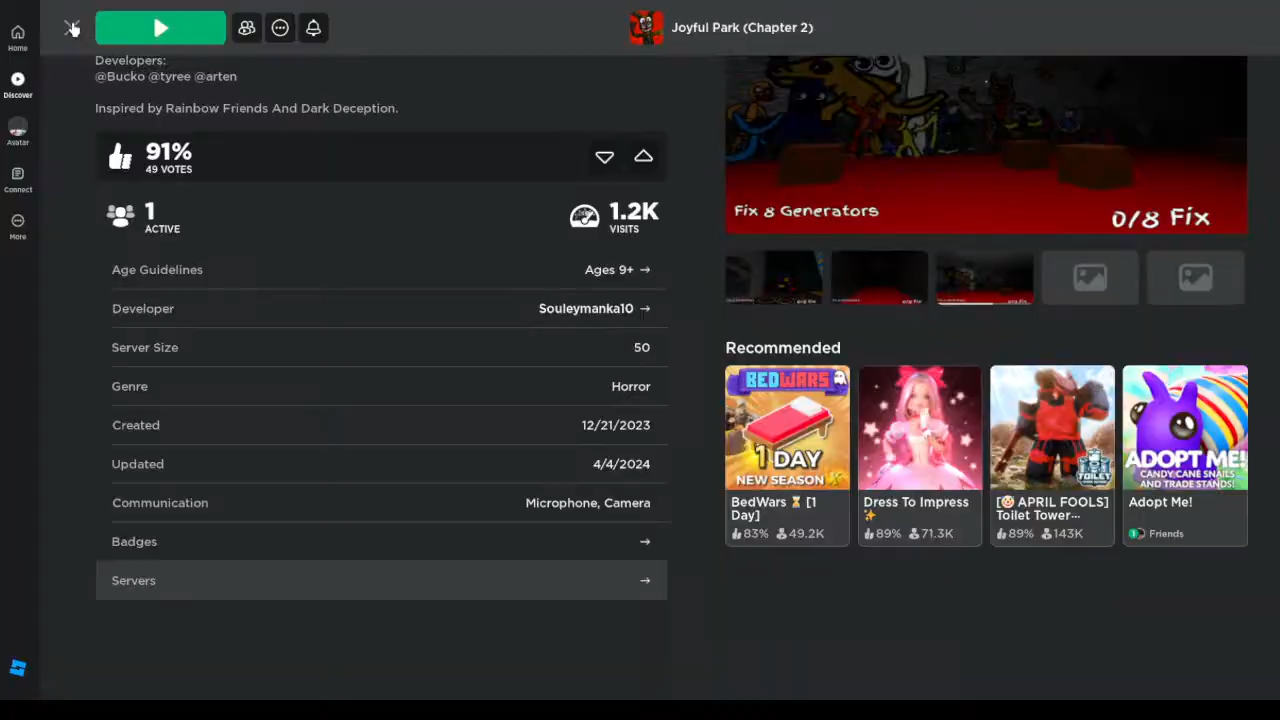 Joyful Park (Chapter 2)
Home
Discover
Avatar
Connect
More
Developers:
@Bucko @tyree @arten
Inspired by Rainbow Friends And Dark Deception.
91%
49 VOTES
1
ACTIVE
1.2K
VISITS
Age Guidelines
Ages 9+ →
Developer
Souleymanka10 →
Server Size
50
Genre
Horror
Created
12/21/2023
Updated
4/4/2024
Communication
Microphone, Camera
Badges
→
Servers
→
Fix 8 Generators
0/8 Fix
Recommended
BEDWARS
1 DAY
NEW SEASON
BedWars ⏳ [1
Day]
83% 49.2K
Dress To Impress
✨
89% 71.3K
TOILET
[🤡 APRIL FOOLS]
Toilet Tower...
89% 143K
ADOPT ME!
CANDY CANE SNAILS
AND TRADE STANDS!
Adopt Me!
1 Friends